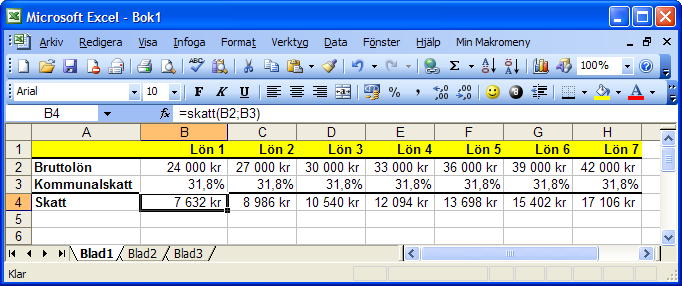 Microsoft Excel - Bok1
Arkiv Redigera Visa Infoga Format Verktyg Data Fönster Hjälp Min Makromeny
100%
Arial 10 F K U % , ,00
B4 fx =skatt(B2;B3)
A B C D E F G H
1 Lön 1 Lön 2 Lön 3 Lön 4 Lön 5 Lön 6 Lön 7
2 Bruttolön 24 000 kr 27 000 kr 30 000 kr 33 000 kr 36 000 kr 39 000 kr 42 000 kr
3 Kommunalskatt 31,8% 31,8% 31,8% 31,8% 31,8% 31,8% 31,8%
4 Skatt 7 632 kr 8 986 kr 10 540 kr 12 094 kr 13 698 kr 15 402 kr 17 106 kr
5
6
Blad1 Blad2 Blad3
Klar